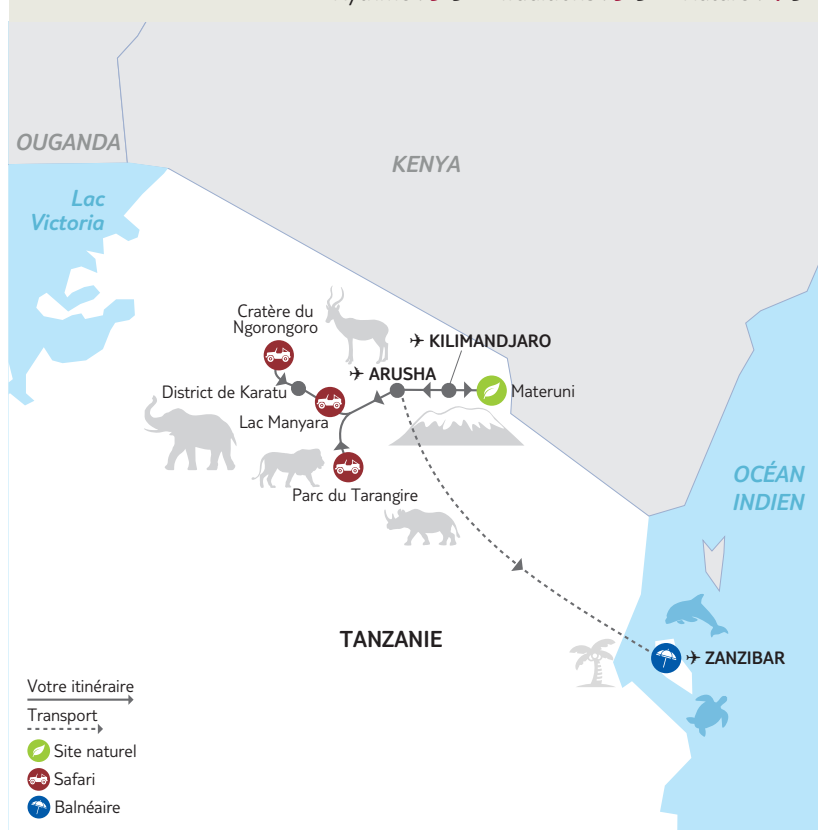 OUGANDA
KENYA
Lac
Victoria
Cratère du
Ngorongoro
KILIMANDJARO
ARUSHA
District de Karatu
Materuni
Lac Manyara
Parc du Tarangire
OCÉAN
INDIEN
TANZANIE
ZANZIBAR
Votre itinéraire
Transport
Site naturel
Safari
Balnéaire